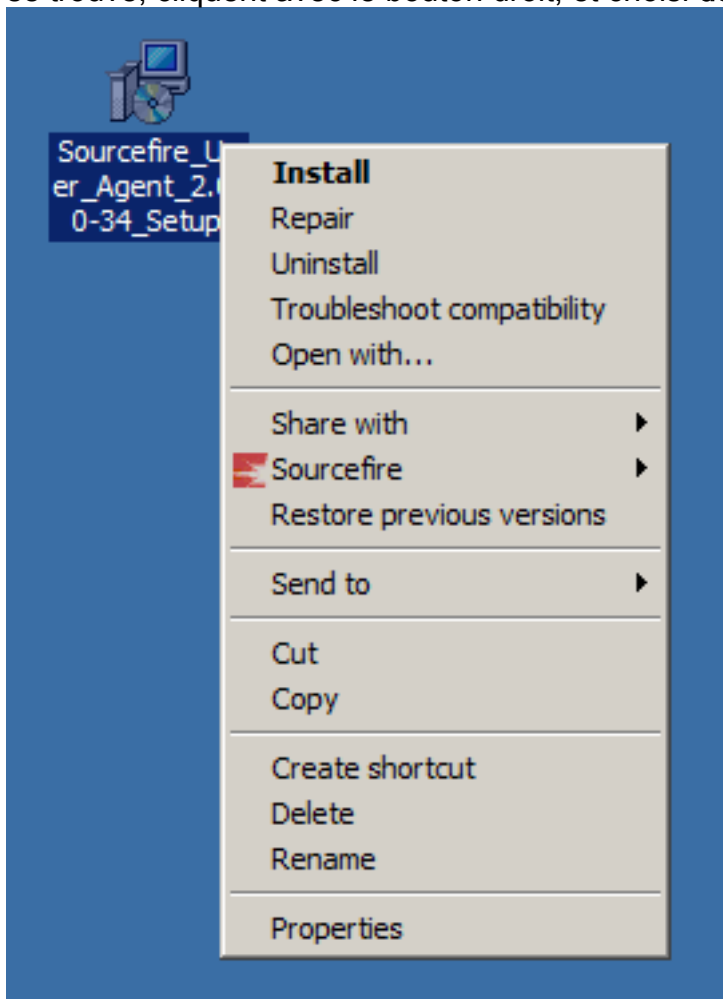 Sourcefire_U
er_Agent_2.
0-34_Setup
Install
Repair
Uninstall
Troubleshoot compatibility
Open with...
Share with
Sourcefire
Restore previous versions
Send to
Cut
Copy
Create shortcut
Delete
Rename
Properties